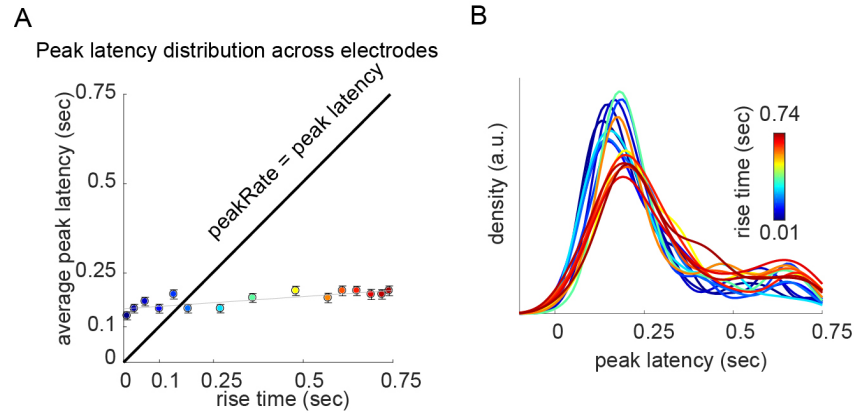 A
Peak latency distribution across electrodes
average peak latency (sec)
0.75
0.5
0.25
0.1
0
peakRate = peak latency
0 0.1 0.25 0.5 0.75
rise time (sec)
B
density (a.u.)
rise time (sec)
0.74
0.01
0 0.25 0.5 0.75
peak latency (sec)